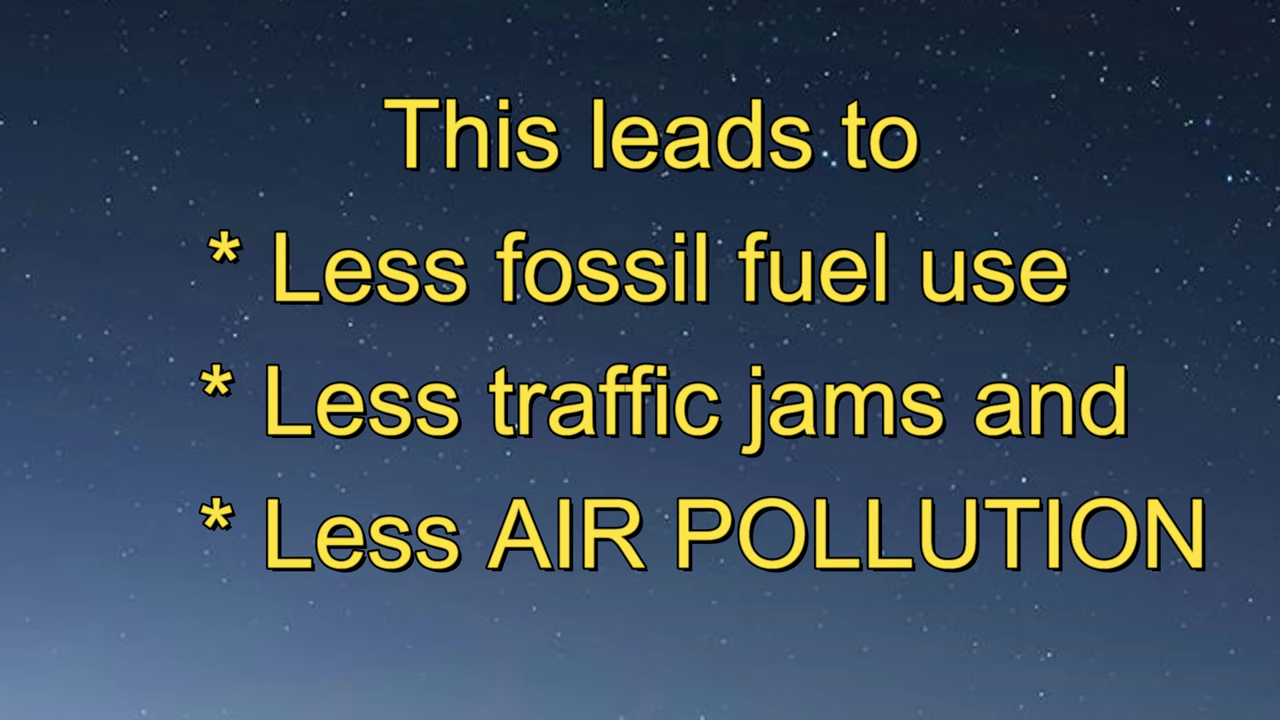 This leads to
* Less fossil fuel use
* Less traffic jams and
* Less AIR POLLUTION